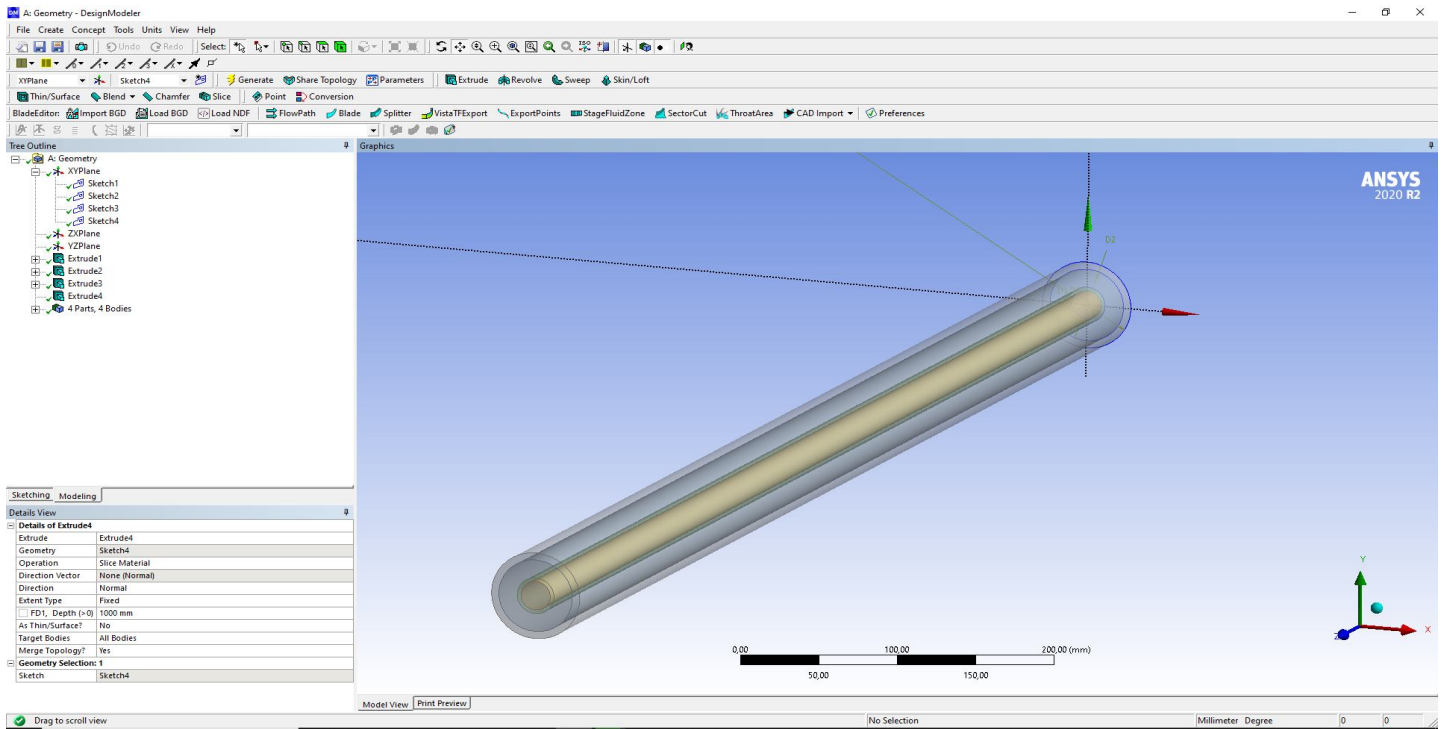 DM A: Geometry - DesignModeler
File Create Concept Tools Units View Help
Undo Redo Select: ISO
XYPlane Sketch4 Generate Share Topology Parameters Extrude Revolve Sweep Skin/Loft
Thin/Surface Blend Chamfer Slice Point Conversion
BladeEditor: Import BGD Load BGD Load NDF FlowPath Blade Splitter VistaTFExport ExportPoints StageFluidZone SectorCut ThroatArea CAD Import Preferences
Tree Outline
Graphics
A: Geometry
XYPlane
Sketch1
Sketch2
Sketch3
Sketch4
ZXPlane
YZPlane
Extrude1
Extrude2
Extrude3
Extrude4
4 Parts, 4 Bodies
ANSYS
2020 R2
D2
Sketching Modeling
Details View
Details of Extrude4
Extrude Extrude4
Geometry Sketch4
Operation Slice Material
Direction Vector None (Normal)
Direction Normal
Extent Type Fixed
FD1, Depth (>0) 1000 mm
As Thin/Surface? No
Target Bodies All Bodies
Merge Topology? Yes
Geometry Selection: 1
Sketch Sketch4
0,00 100,00 200,00 (mm)
50,00 150,00
Y
X
Z
Model View Print Preview
Drag to scroll view No Selection Millimeter Degree 0 0